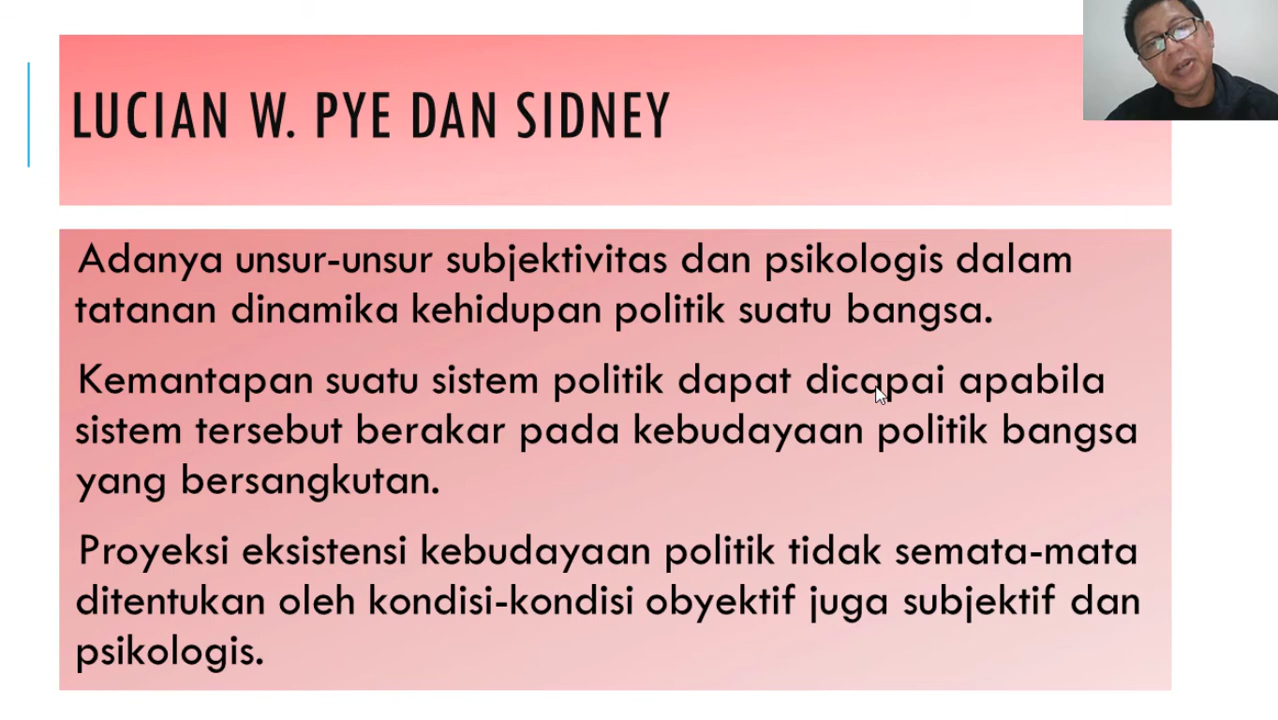 LUCIAN W. PYE DAN SIDNEY
Adanya unsur-unsur subjektivitas dan psikologis dalam
tatanan dinamika kehidupan politik suatu bangsa.
Kemantapan suatu sistem politik dapat dicapai apabila
sistem tersebut berakar pada kebudayaan politik bangsa
yang bersangkutan.
Proyeksi eksistensi kebudayaan politik tidak semata-mata
ditentukan oleh kondisi-kondisi obyektif juga subjektif dan
psikologis.